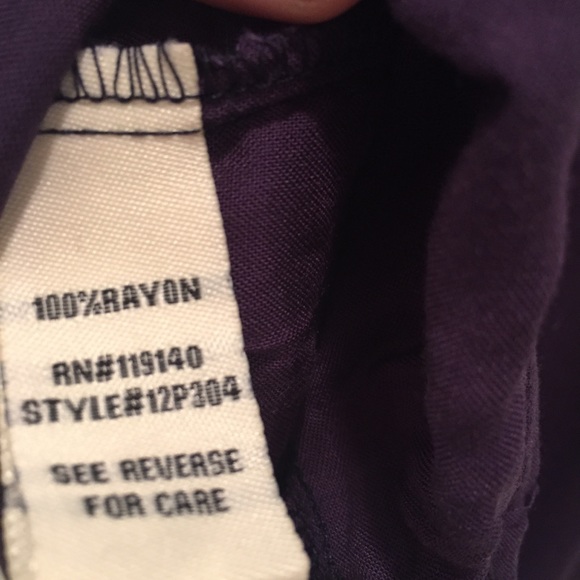 100%RAYON
RN#119140
STYLE#12P304
SEE REVERSE
FOR CARE